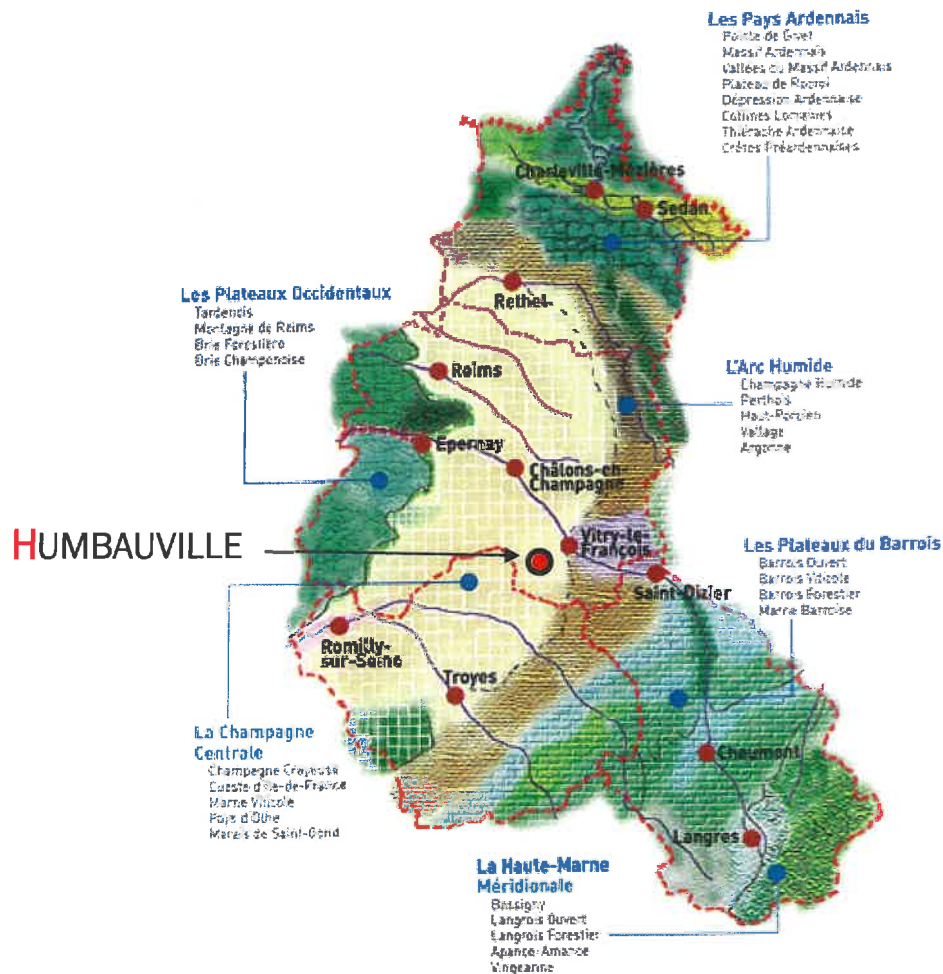 Les Pays Ardennais
Pointe de Givet
Massif Ardennais
Vallées du Massif Ardennais
Plateau de Rocroi
Dépression Ardennaise
Collines Lorraines
Thiérache Ardennaise
Crêtes Préardennaises
Charleville-Mézières
Sedan
Les Plateaux Occidentaux
Tardenois
Montagne de Reims
Brie Forestière
Brie Champenoise
Rethel
Reims
L'Arc Humide
Champagne Humide
Perthois
Haut-Porcien
Vallage
Argonne
Epernay
Châlons-en-
Champagne
HUMBAUVILLE
Vitry-le-
François
Les Plateaux du Barrois
Barrois Ouvert
Barrois Viticole
Barrois Forestier
Marne Barroise
Saint-Dizier
Romilly-
sur-Seine
Troyes
La Champagne
Centrale
Champagne Crayeuse
Cuesta d'Ile-de-France
Marne Viticole
Pays d'Othe
Marais de Saint-Gond
Chaumont
Langres
La Haute-Marne
Méridionale
Bassigny
Langrois Ouvert
Langrois Forestier
Apance-Amance
Vingeanne